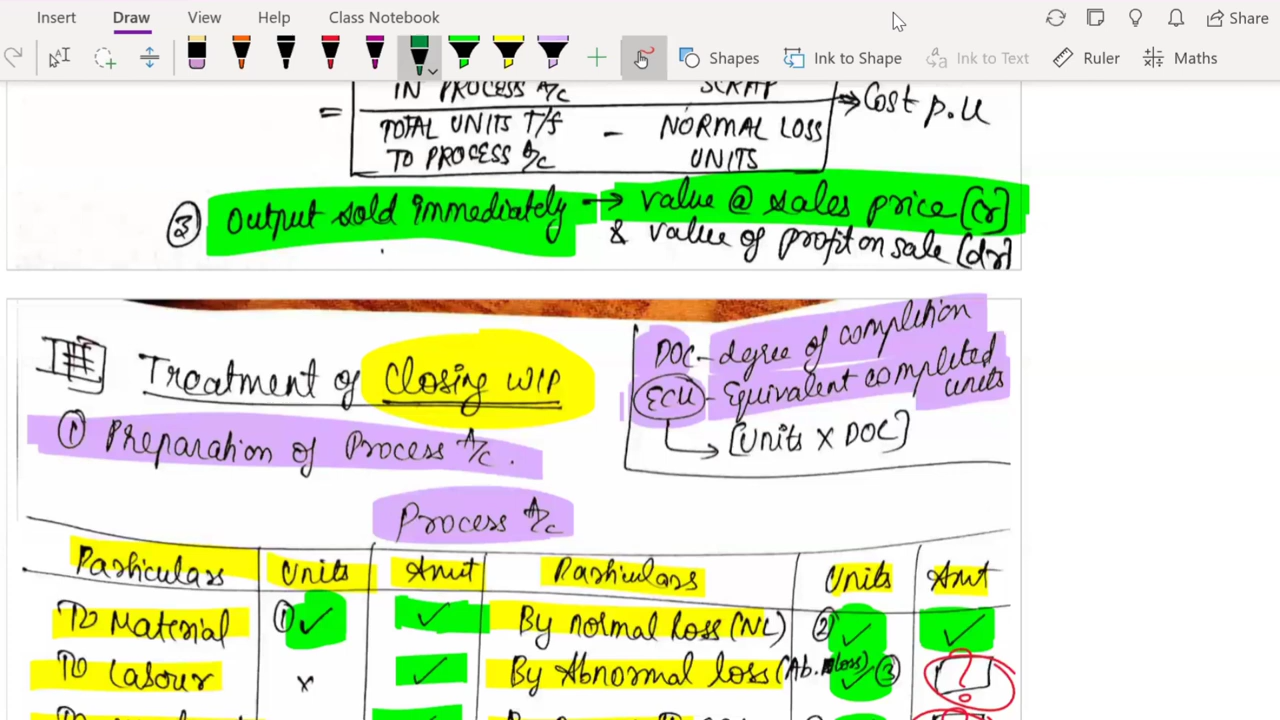 Insert Draw View Help Class Notebook Share
Shapes Ink to Shape Ink to Text Ruler Maths
IN PROCESS A/C SCRAP
= TOTAL UNITS T/f - NORMAL LOSS → Cost p.u
TO PROCESS A/C UNITS
③ Output sold immediately → value @ sales price (cr)
& value of profit on sale (dr)
III Treatment of Closing WIP
DOC - degree of completion
ECU - Equivalent completed
units
→ [Units X DOC]
① Preparation of Process A/C.
Process A/C
Particulars Units Amt Particulars Units Amt
To Material ① ✓ ✓ By normal loss (NL) ② ✓ ✓
To Labour x ✓ By Abnormal loss (Ab. loss) ③ ✓ ?